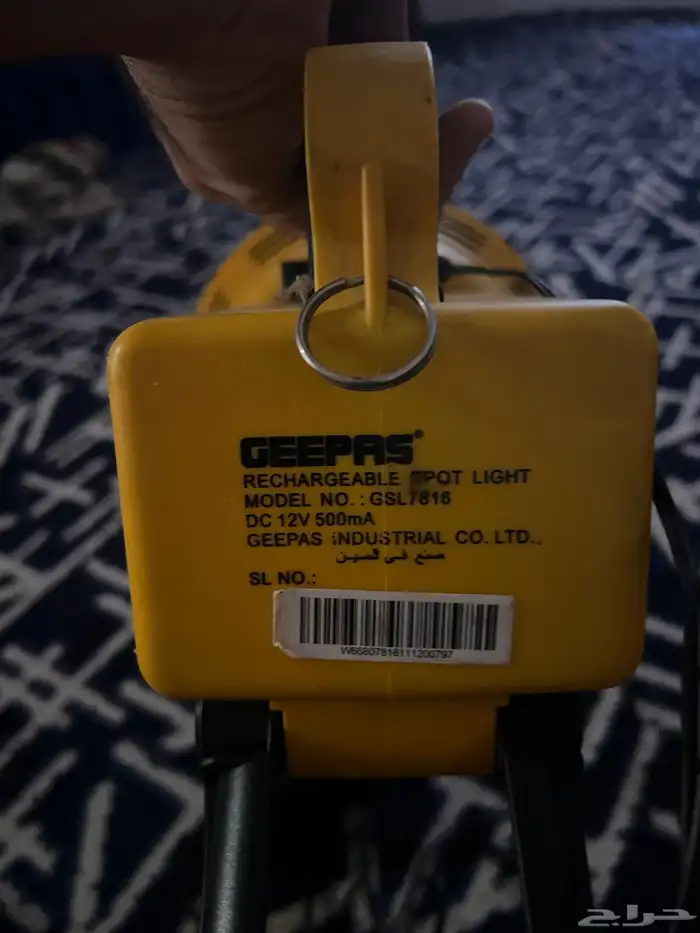 GEEPAS®
RECHARGEABLE SPOT LIGHT
MODEL NO.: GSL7816
DC 12V 500mA
GEEPAS INDUSTRIAL CO. LTD.,
صنع في الصين
SL NO.:
W66807816111200797
حراج